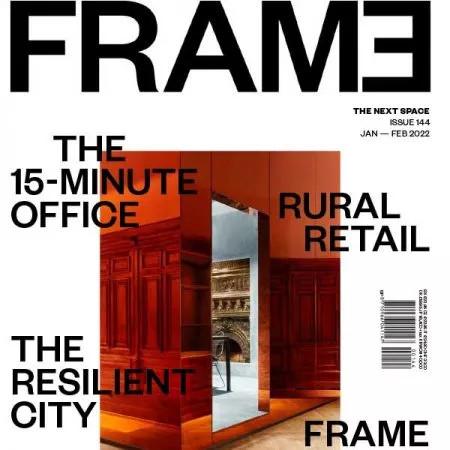 FRAME
THE NEXT SPACE
ISSUE 144
JAN — FEB 2022
THE
15-MINUTE
OFFICE
RURAL
RETAIL
THE
RESILIENT
CITY
FRAME